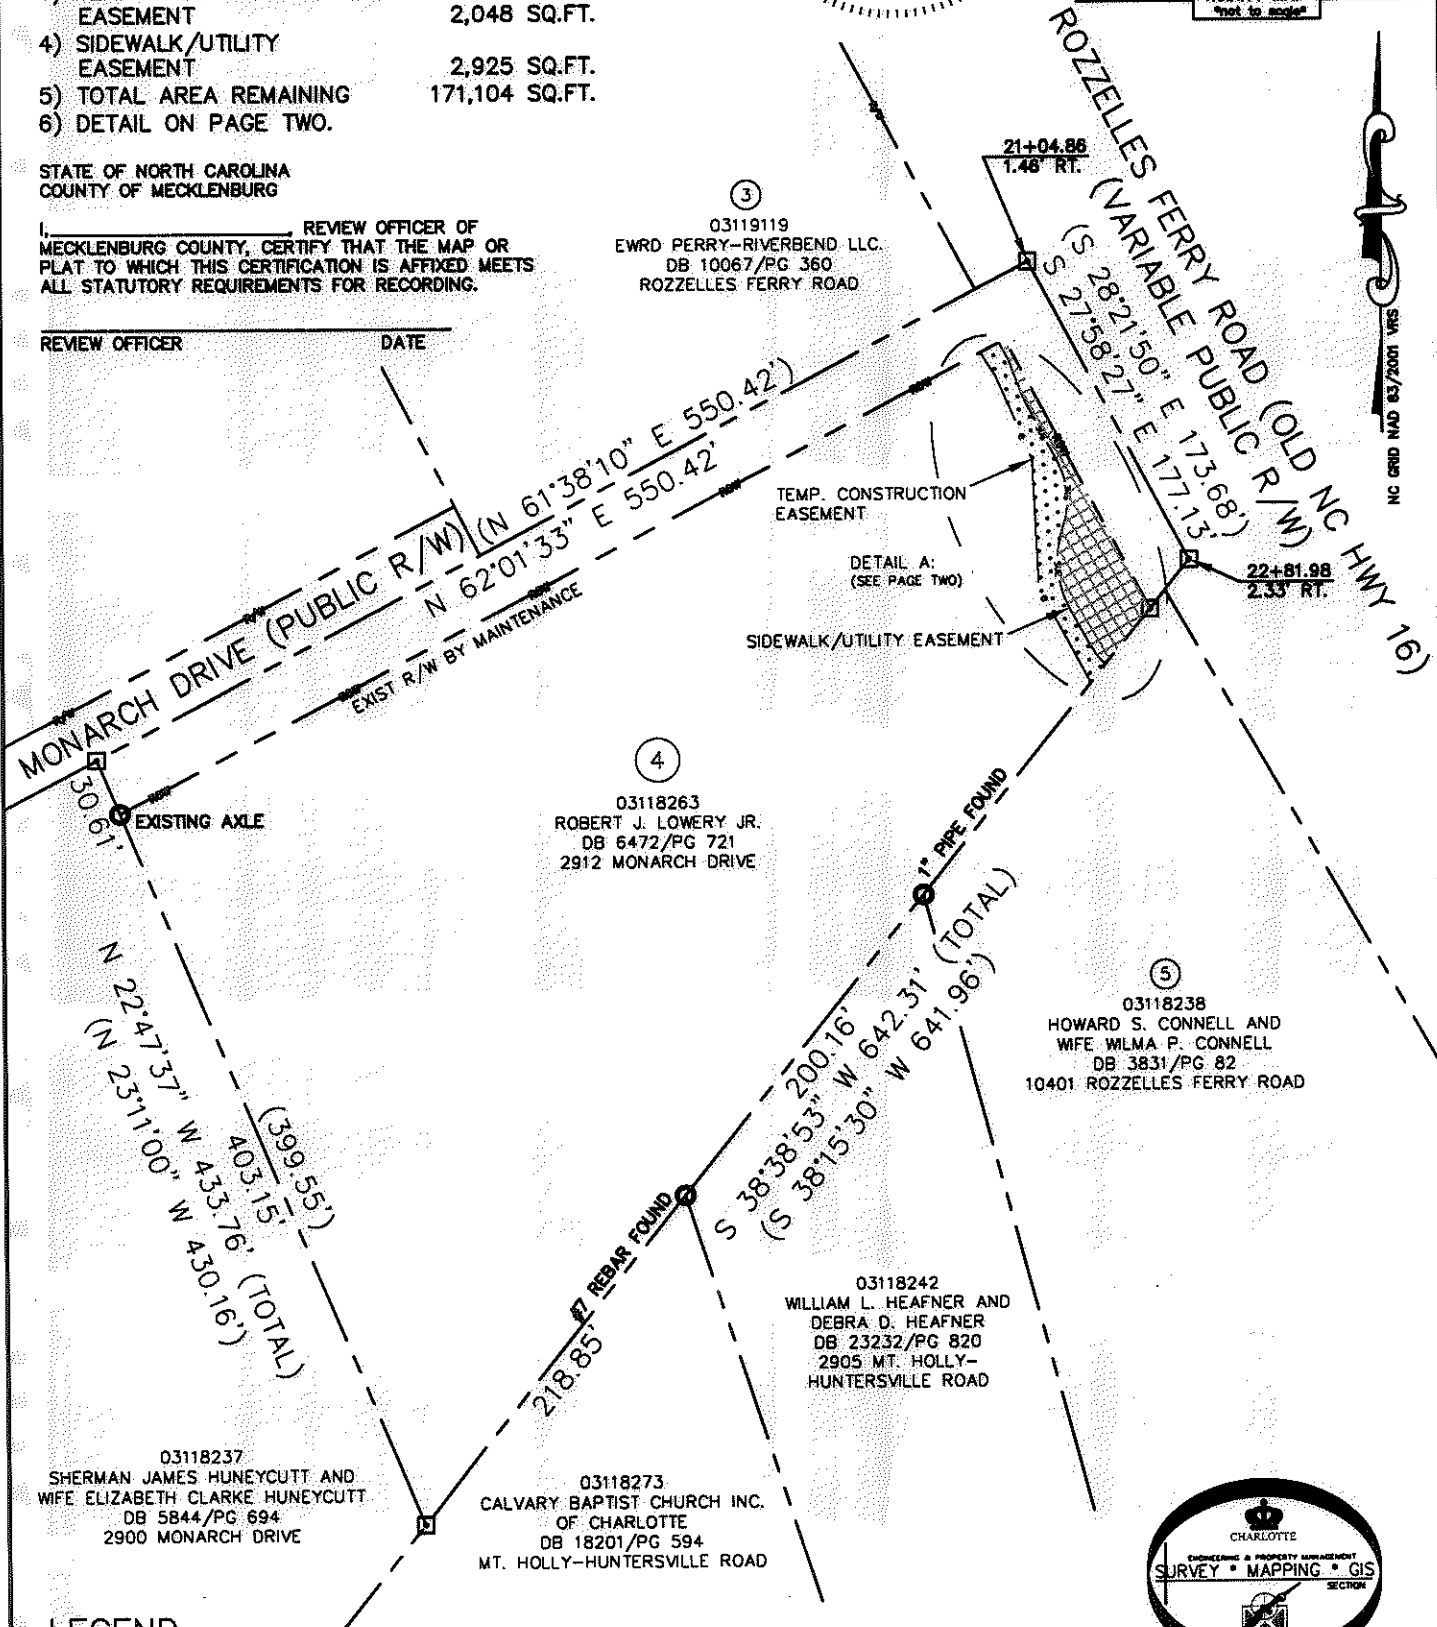 EASEMENT 2,048 SQ.FT.
4) SIDEWALK/UTILITY
EASEMENT 2,925 SQ.FT.
5) TOTAL AREA REMAINING 171,104 SQ.FT.
6) DETAIL ON PAGE TWO.
STATE OF NORTH CAROLINA
COUNTY OF MECKLENBURG
I, REVIEW OFFICER OF
MECKLENBURG COUNTY, CERTIFY THAT THE MAP OR
PLAT TO WHICH THIS CERTIFICATION IS AFFIXED MEETS
ALL STATUTORY REQUIREMENTS FOR RECORDING.
REVIEW OFFICER DATE
"not to scale"
ROZZELLES FERRY ROAD (OLD NC HWY 16)
(VARIABLE PUBLIC R/W)
(S 28°21'50" E 173.68')
S 27°58'27" E 177.13'
21+04.86
1.46' RT.
NC GRID NAD 83/2001 VRS
3
03119119
EWRD PERRY-RIVERBEND LLC.
DB 10067/PG 360
ROZZELLES FERRY ROAD
MONARCH DRIVE (PUBLIC R/W)
(N 61°38'10" E 550.42')
N 62°01'33" E 550.42'
EXIST R/W BY MAINTENANCE
R/W
R/W
R/W
TEMP. CONSTRUCTION
EASEMENT
DETAIL A:
(SEE PAGE TWO)
SIDEWALK/UTILITY EASEMENT
22+81.98
2.33' RT.
30.61'
EXISTING AXLE
4
03118263
ROBERT J. LOWERY JR.
DB 6472/PG 721
2912 MONARCH DRIVE
1" PIPE FOUND
5
03118238
HOWARD S. CONNELL AND
WIFE WILMA P. CONNELL
DB 3831/PG 82
10401 ROZZELLES FERRY ROAD
200.16'
S 38°38'53" W 642.31' (TOTAL)
(S 38°15'30" W 641.96')
(399.55')
403.15'
N 22°47'37" W 433.76' (TOTAL)
(N 23°11'00" W 430.16')
#7 REBAR FOUND
218.85'
03118242
WILLIAM L. HEAFNER AND
DEBRA D. HEAFNER
DB 23232/PG 820
2905 MT. HOLLY-
HUNTERSVILLE ROAD
03118237
SHERMAN JAMES HUNEYCUTT AND
WIFE ELIZABETH CLARKE HUNEYCUTT
DB 5844/PG 694
2900 MONARCH DRIVE
03118273
CALVARY BAPTIST CHURCH INC.
OF CHARLOTTE
DB 18201/PG 594
MT. HOLLY-HUNTERSVILLE ROAD
CHARLOTTE
ENGINEERING & PROPERTY MANAGEMENT
SURVEY * MAPPING * GIS
SECTION
LEGEND